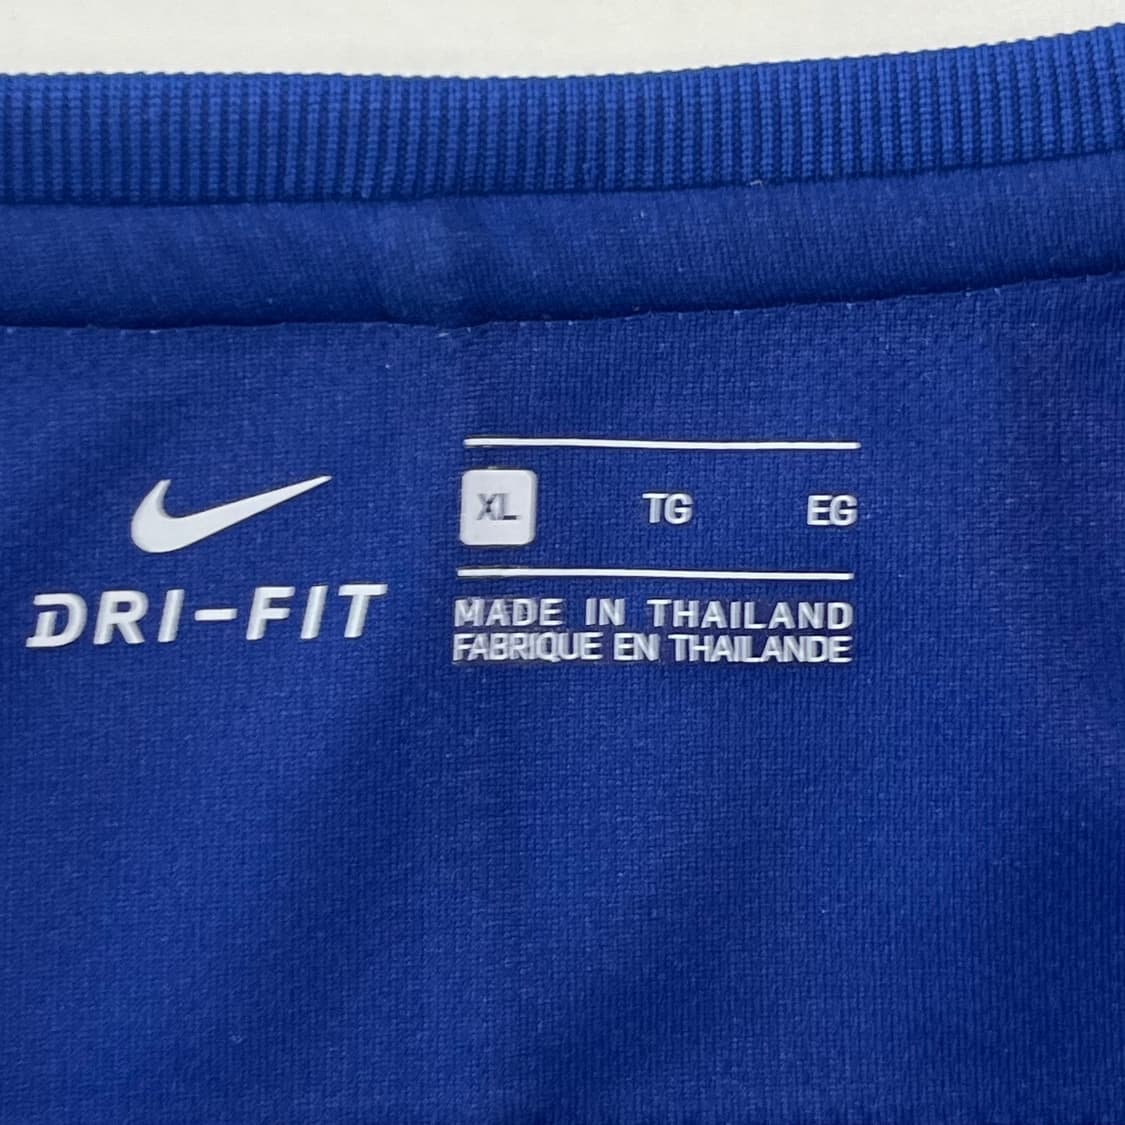 DRI-FIT
XL TG EG
MADE IN THAILAND
FABRIQUE EN THAILANDE